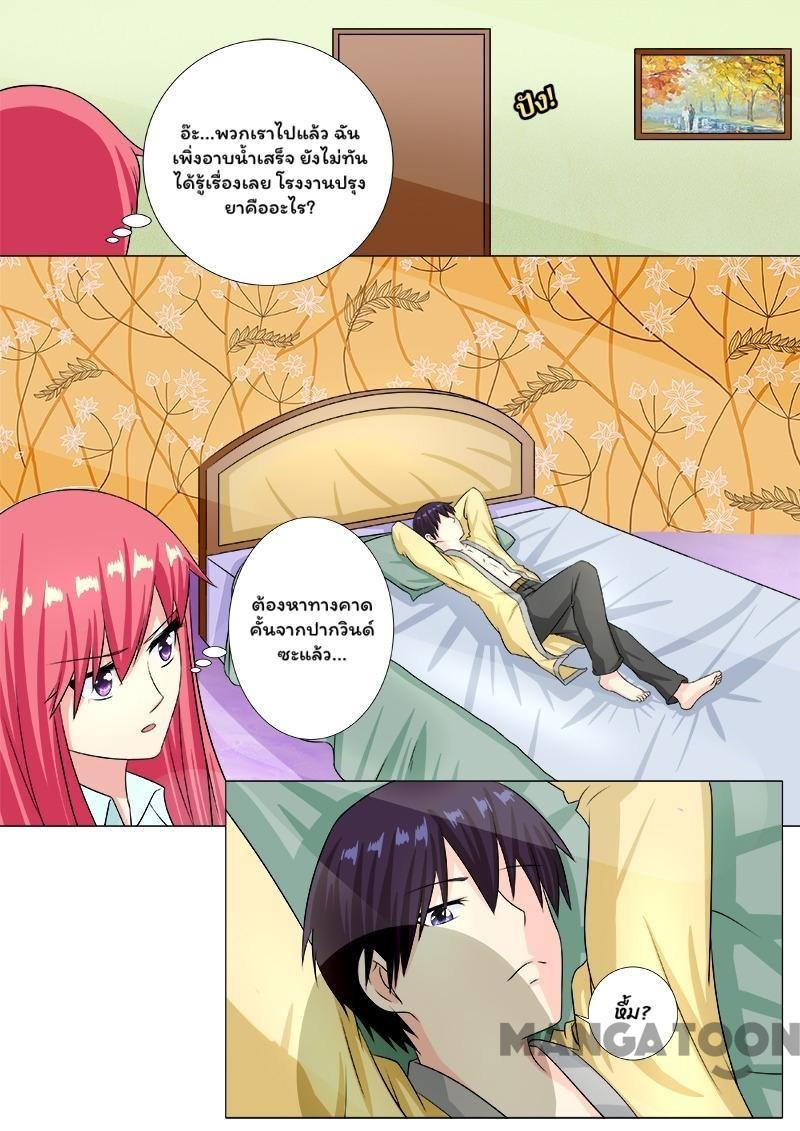 อ๊ะ...พวกเราไปแล้ว ฉัน
เพิ่งอาบน้ำเสร็จ ยังไม่ทัน
ได้รู้เรื่องเลย โรงงานปรุง
ยาคืออะไร?
ปัง!
ต้องหาทางคาด
คั้นจากปากวินด์
ซะแล้ว...
หื้ม?
MANGATOON